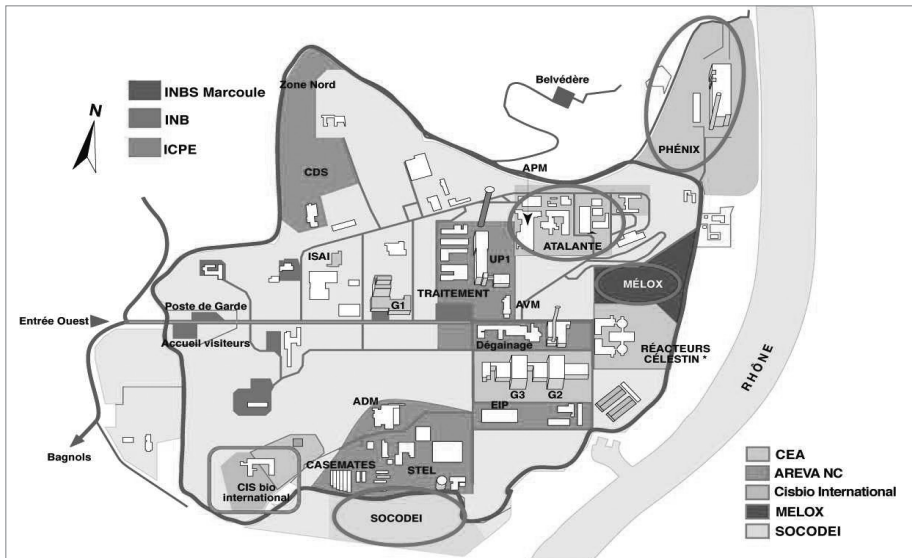 INBS Marcoule
INB
ICPE
N
Zone Nord
Belvédère
PHÉNIX
CDS
APM
ATALANTE
ISAI
UP1
MÉLOX
TRAITEMENT
G1
AVM
Poste de Garde
Entrée Ouest
Accueil visiteurs
Dégainage
RÉACTEURS
CÉLESTIN *
RHÔNE
G3
G2
ADM
EIP
Bagnols
CASEMATES
STEL
CIS bio
international
SOCODEI
CEA
AREVA NC
Cisbio International
MELOX
SOCODEI